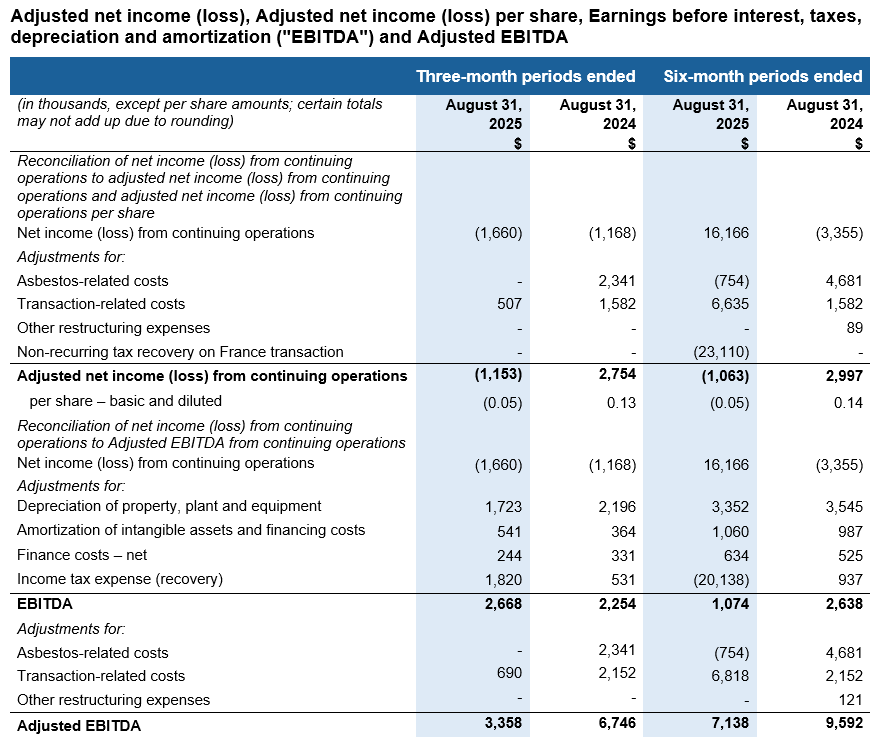 Adjusted net income (loss), Adjusted net income (loss) per share, Earnings before interest, taxes,
depreciation and amortization ("EBITDA") and Adjusted EBITDA
Three-month periods ended Six-month periods ended
(in thousands, except per share amounts; certain totals may not add up due to rounding) August 31, 2025 $ August 31, 2024 $ August 31, 2025 $ August 31, 2024 $
Reconciliation of net income (loss) from continuing
operations to adjusted net income (loss) from continuing
operations and adjusted net income (loss) from continuing
operations per share
Net income (loss) from continuing operations (1,660) (1,168) 16,166 (3,355)
Adjustments for:
Asbestos-related costs - 2,341 (754) 4,681
Transaction-related costs 507 1,582 6,635 1,582
Other restructuring expenses - - - 89
Non-recurring tax recovery on France transaction - - (23,110) -
Adjusted net income (loss) from continuing operations (1,153) 2,754 (1,063) 2,997
per share – basic and diluted (0.05) 0.13 (0.05) 0.14
Reconciliation of net income (loss) from continuing
operations to Adjusted EBITDA from continuing operations
Net income (loss) from continuing operations (1,660) (1,168) 16,166 (3,355)
Adjustments for:
Depreciation of property, plant and equipment 1,723 2,196 3,352 3,545
Amortization of intangible assets and financing costs 541 364 1,060 987
Finance costs – net 244 331 634 525
Income tax expense (recovery) 1,820 531 (20,138) 937
EBITDA 2,668 2,254 1,074 2,638
Adjustments for:
Asbestos-related costs - 2,341 (754) 4,681
Transaction-related costs 690 2,152 6,818 2,152
Other restructuring expenses - - - 121
Adjusted EBITDA 3,358 6,746 7,138 9,592